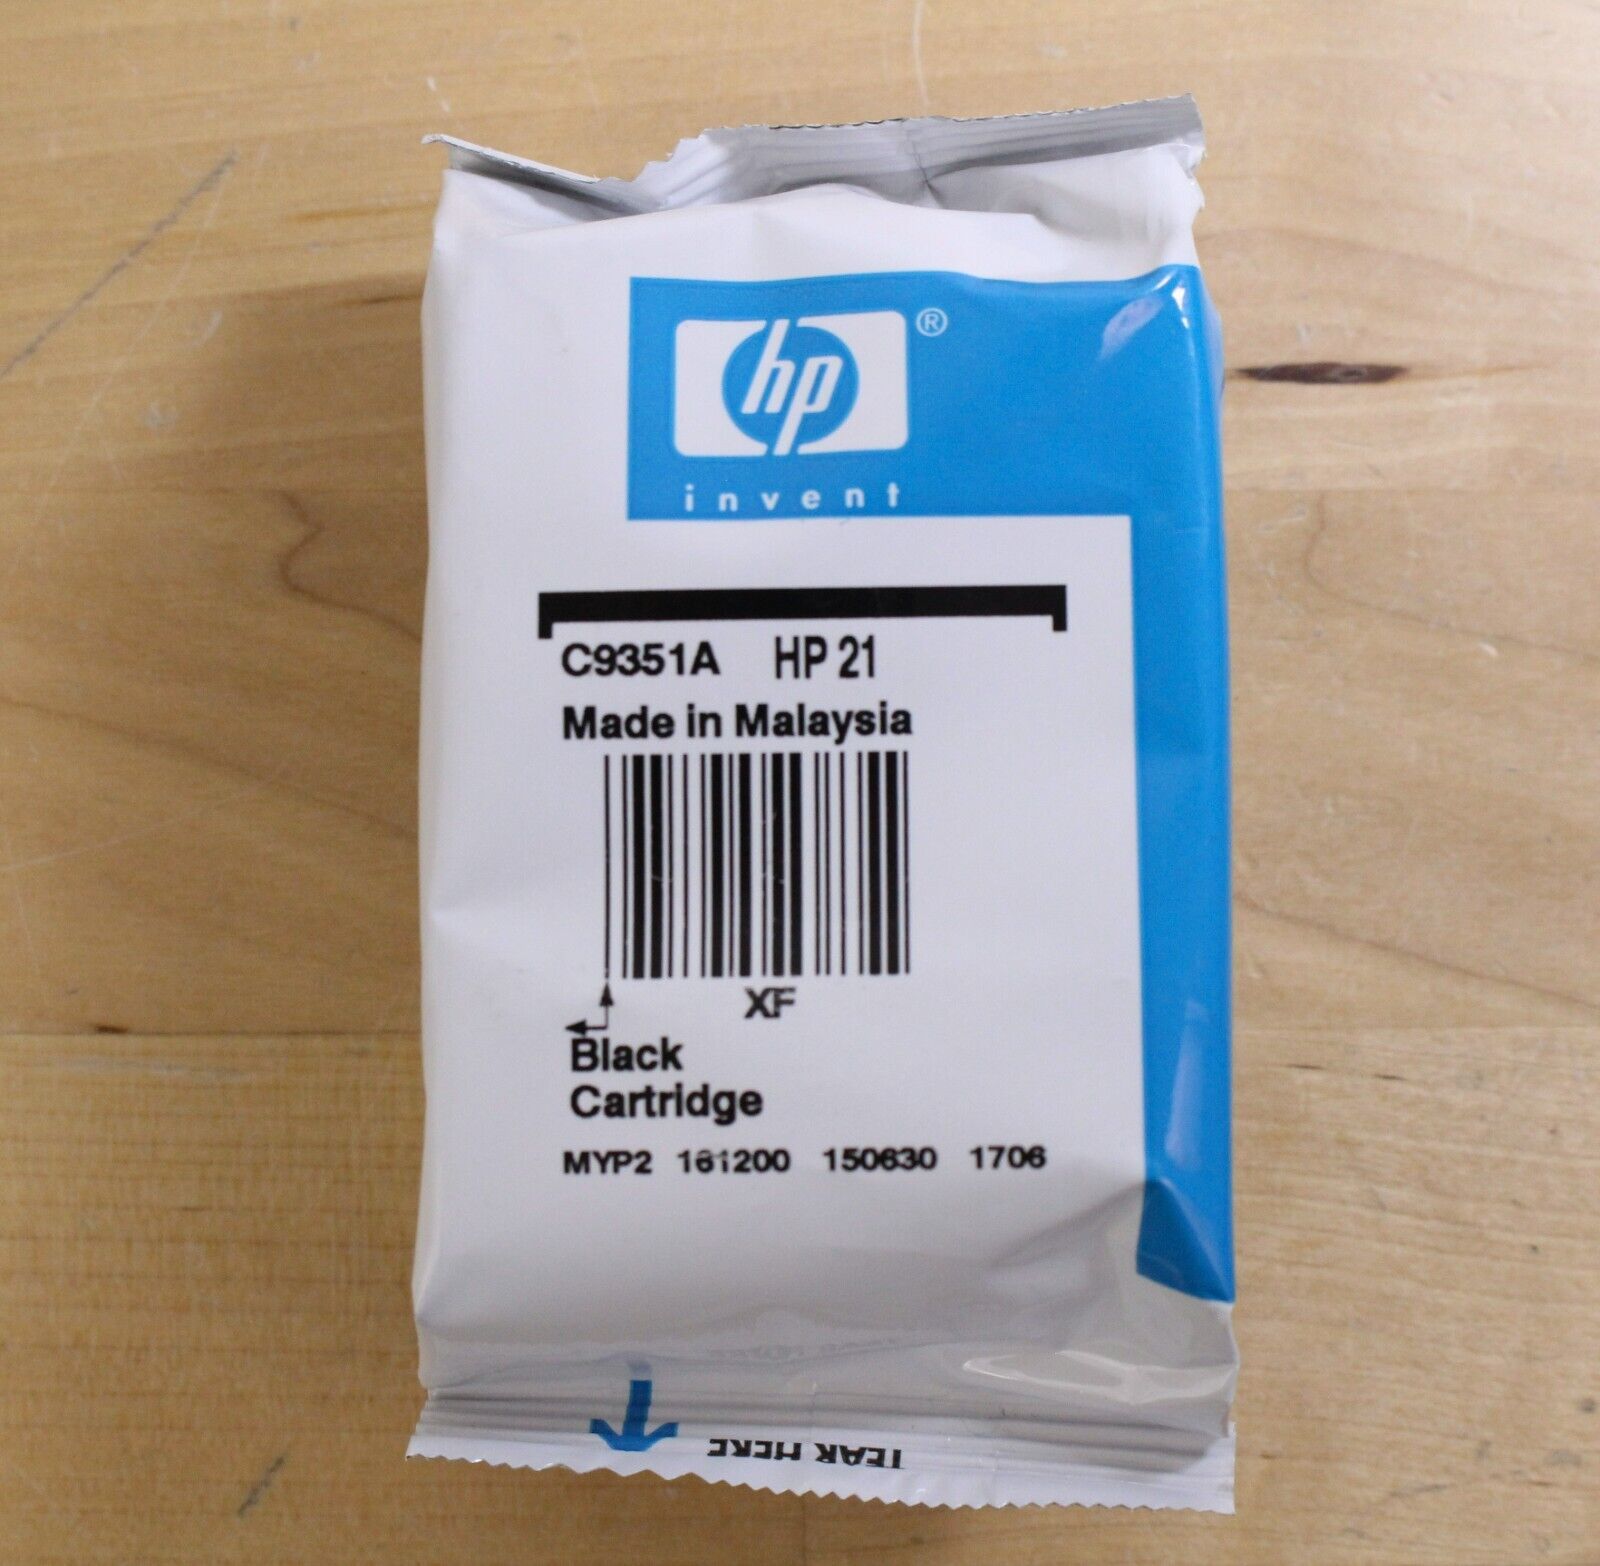 hp®
invent
C9351A HP 21
Made in Malaysia
XF
Black
Cartridge
MYP2 161200 150630 1706
TEAR HERE